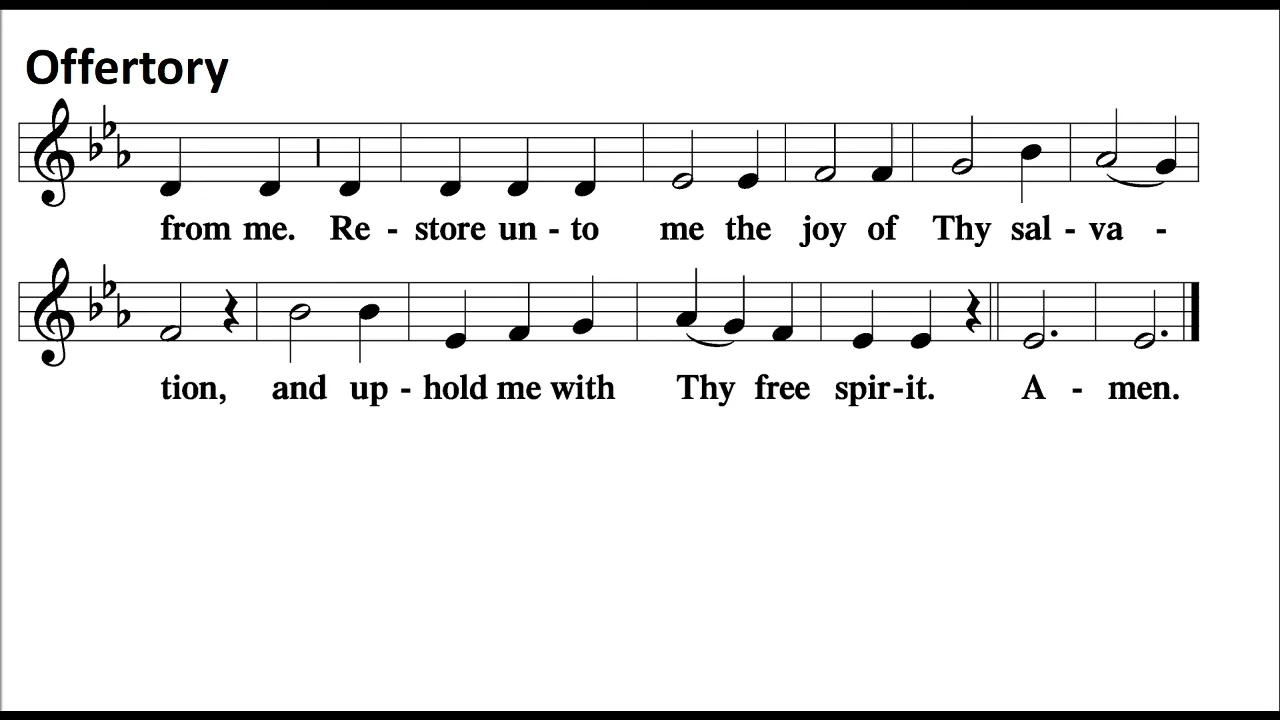 Offertory
from me. Re - store un - to me the joy of Thy sal - va -
tion, and up - hold me with Thy free spir-it. A - men.